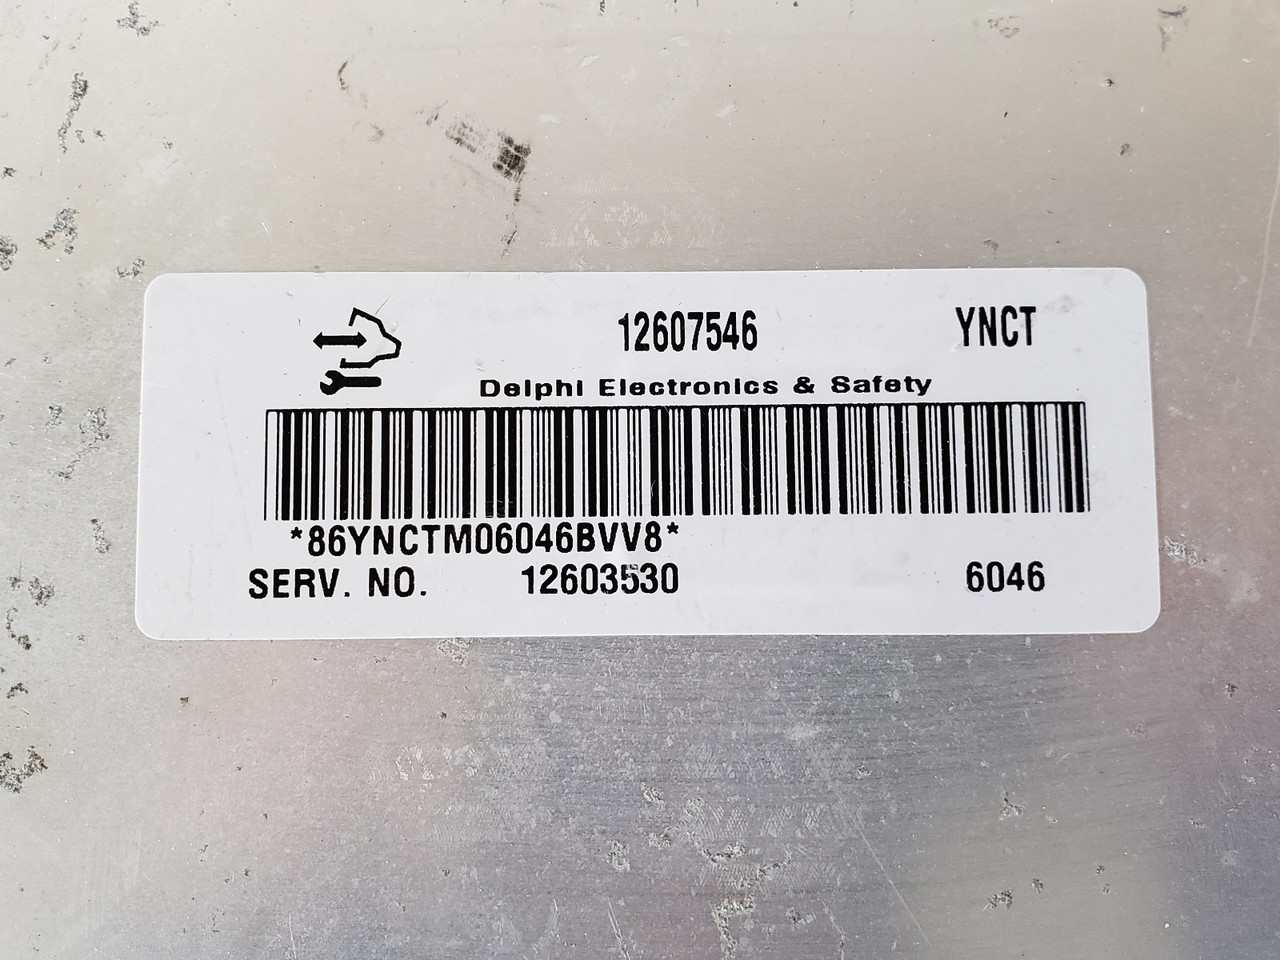 12607546 YNCT
Delphi Electronics & Safety
*86YNCTM06046BVV8*
SERV. NO. 12603530 6046